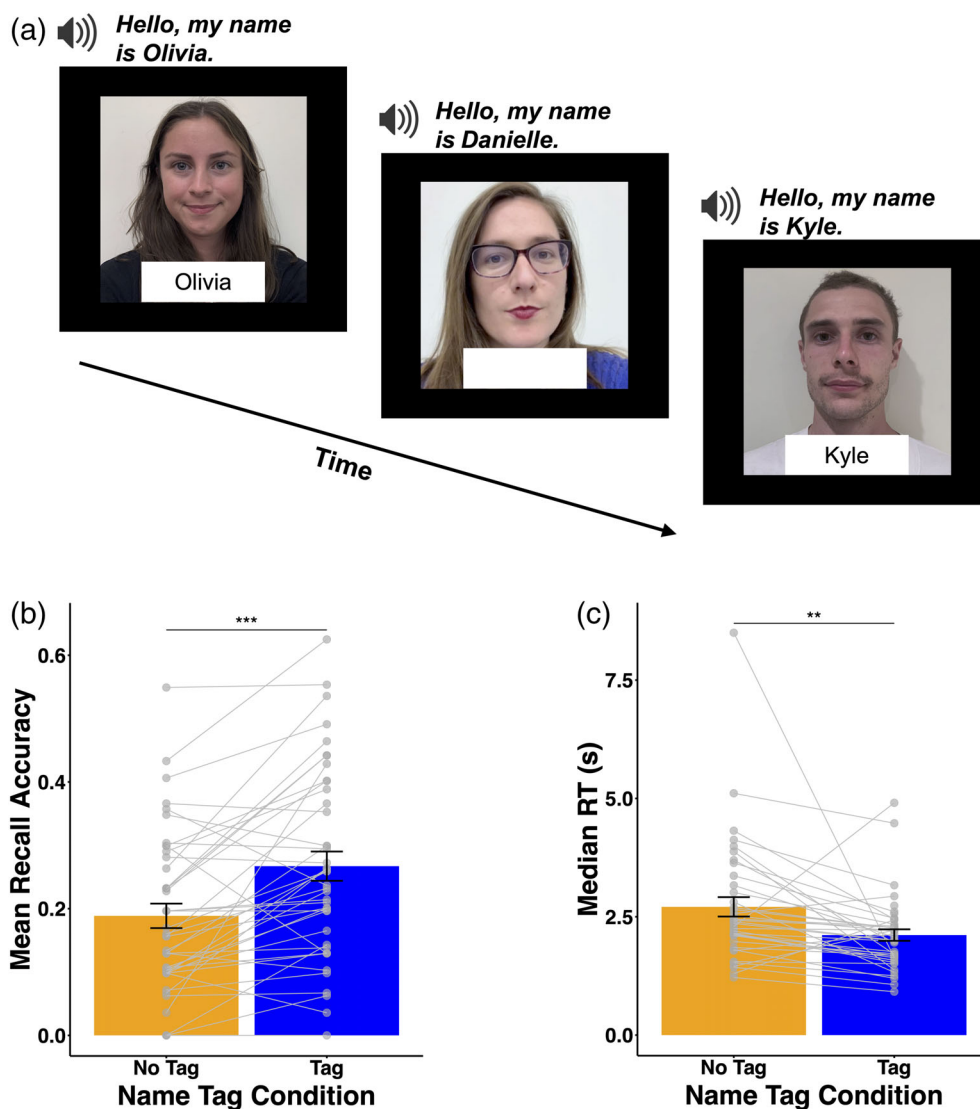 (a)
Hello, my name
is Olivia.
Olivia
Hello, my name
is Danielle.
Hello, my name
is Kyle.
Kyle
Time
(b)
***
0.6
0.4
0.2
0.0
Mean Recall Accuracy
No Tag
Tag
Name Tag Condition
(c)
**
7.5
5.0
2.5
0.0
Median RT (s)
No Tag
Tag
Name Tag Condition